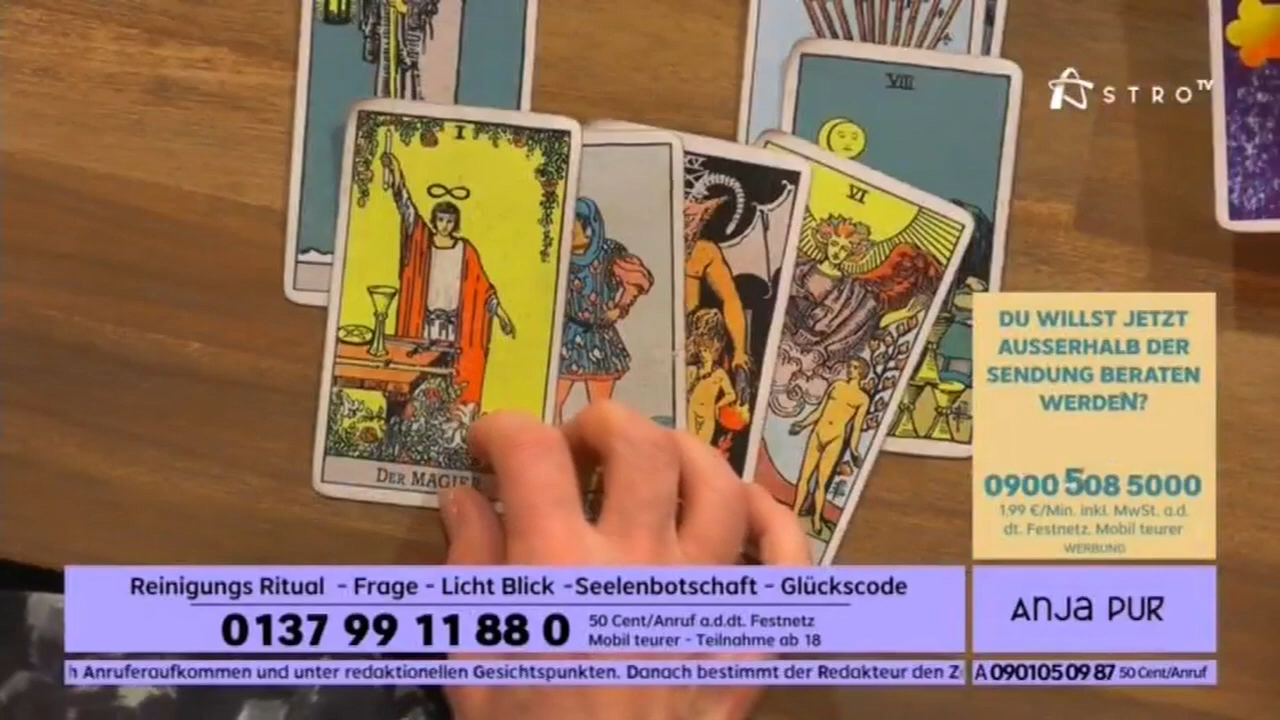 VIII
ASTRO TV
I
XV
VI
DER MAGIER
DU WILLST JETZT
AUSSERHALB DER
SENDUNG BERATEN
WERDEN?
0900 508 5000
1,99 €/Min. inkl. MwSt. a.d.
dt. Festnetz, Mobil teurer
WERBUNG
Reinigungs Ritual - Frage - Licht Blick -Seelenbotschaft - Glückscode
0137 99 11 88 0
50 Cent/Anruf a.d.dt. Festnetz
Mobil teurer - Teilnahme ab 18
ANJA PUR
h Anruferaufkommen und unter redaktionellen Gesichtspunkten. Danach bestimmt der Redakteur den Z
A 090105 09 87 50 Cent/Anruf